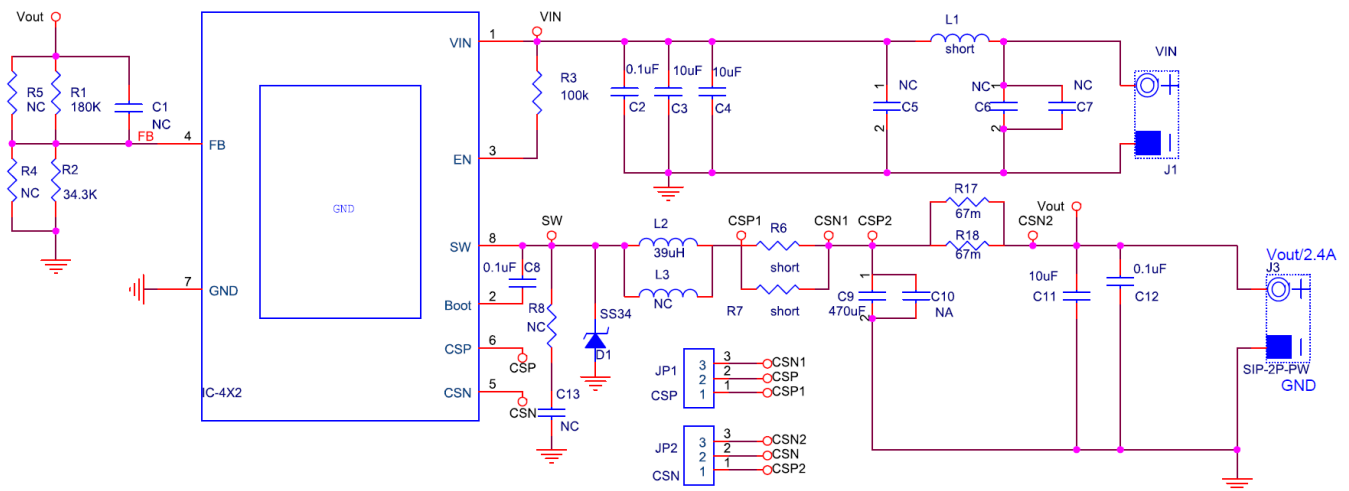 Vout
R5
NC
R1
180K
C1
NC
FB
4
FB
R4
NC
R2
34.3K
7
GND
GND
IC-4X2
VIN
1
VIN
EN
3
R3
100k
0.1uF
C2
10uF
C3
10uF
C4
1
NC
C5
2
L1
short
NC
1
C6
2
NC
C7
VIN
J1
SW
8
SW
0.1uF
C8
Boot
2
R8
NC
CSP
6
CSP
CSN
5
CSN
C13
NC
SS34
D1
L2
39uH
L3
NC
CSP1
R6
short
R7
short
CSN1
CSP2
1
C9
470uF
2
C10
NA
R17
67m
R18
67m
CSN2
Vout
10uF
C11
0.1uF
C12
Vout/2.4A
J3
SIP-2P-PW
GND
JP1
CSP
3 3 CSN1
2 2 CSP
1 1 CSP1
JP2
CSN
3 3 CSN2
2 2 CSN
1 1 CSP2